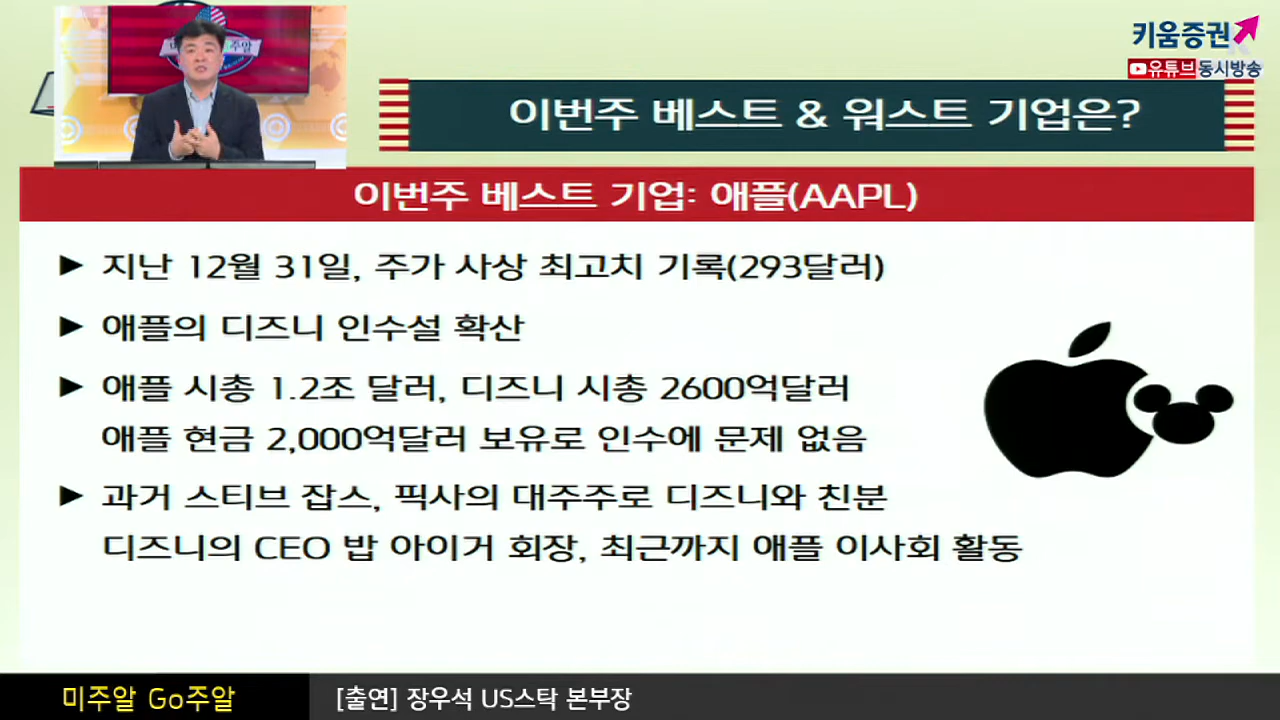 키움증권
유튜브동시방송
이번주 베스트 & 워스트 기업은?
이번주 베스트 기업: 애플(AAPL)
▶ 지난 12월 31일, 주가 사상 최고치 기록(293달러)
▶ 애플의 디즈니 인수설 확산
▶ 애플 시총 1.2조 달러, 디즈니 시총 2600억달러
애플 현금 2,000억달러 보유로 인수에 문제 없음
▶ 과거 스티브 잡스, 픽사의 대주주로 디즈니와 친분
디즈니의 CEO 밥 아이거 회장, 최근까지 애플 이사회 활동
미주알 Go주알
[출연] 장우석 US스탁 본부장